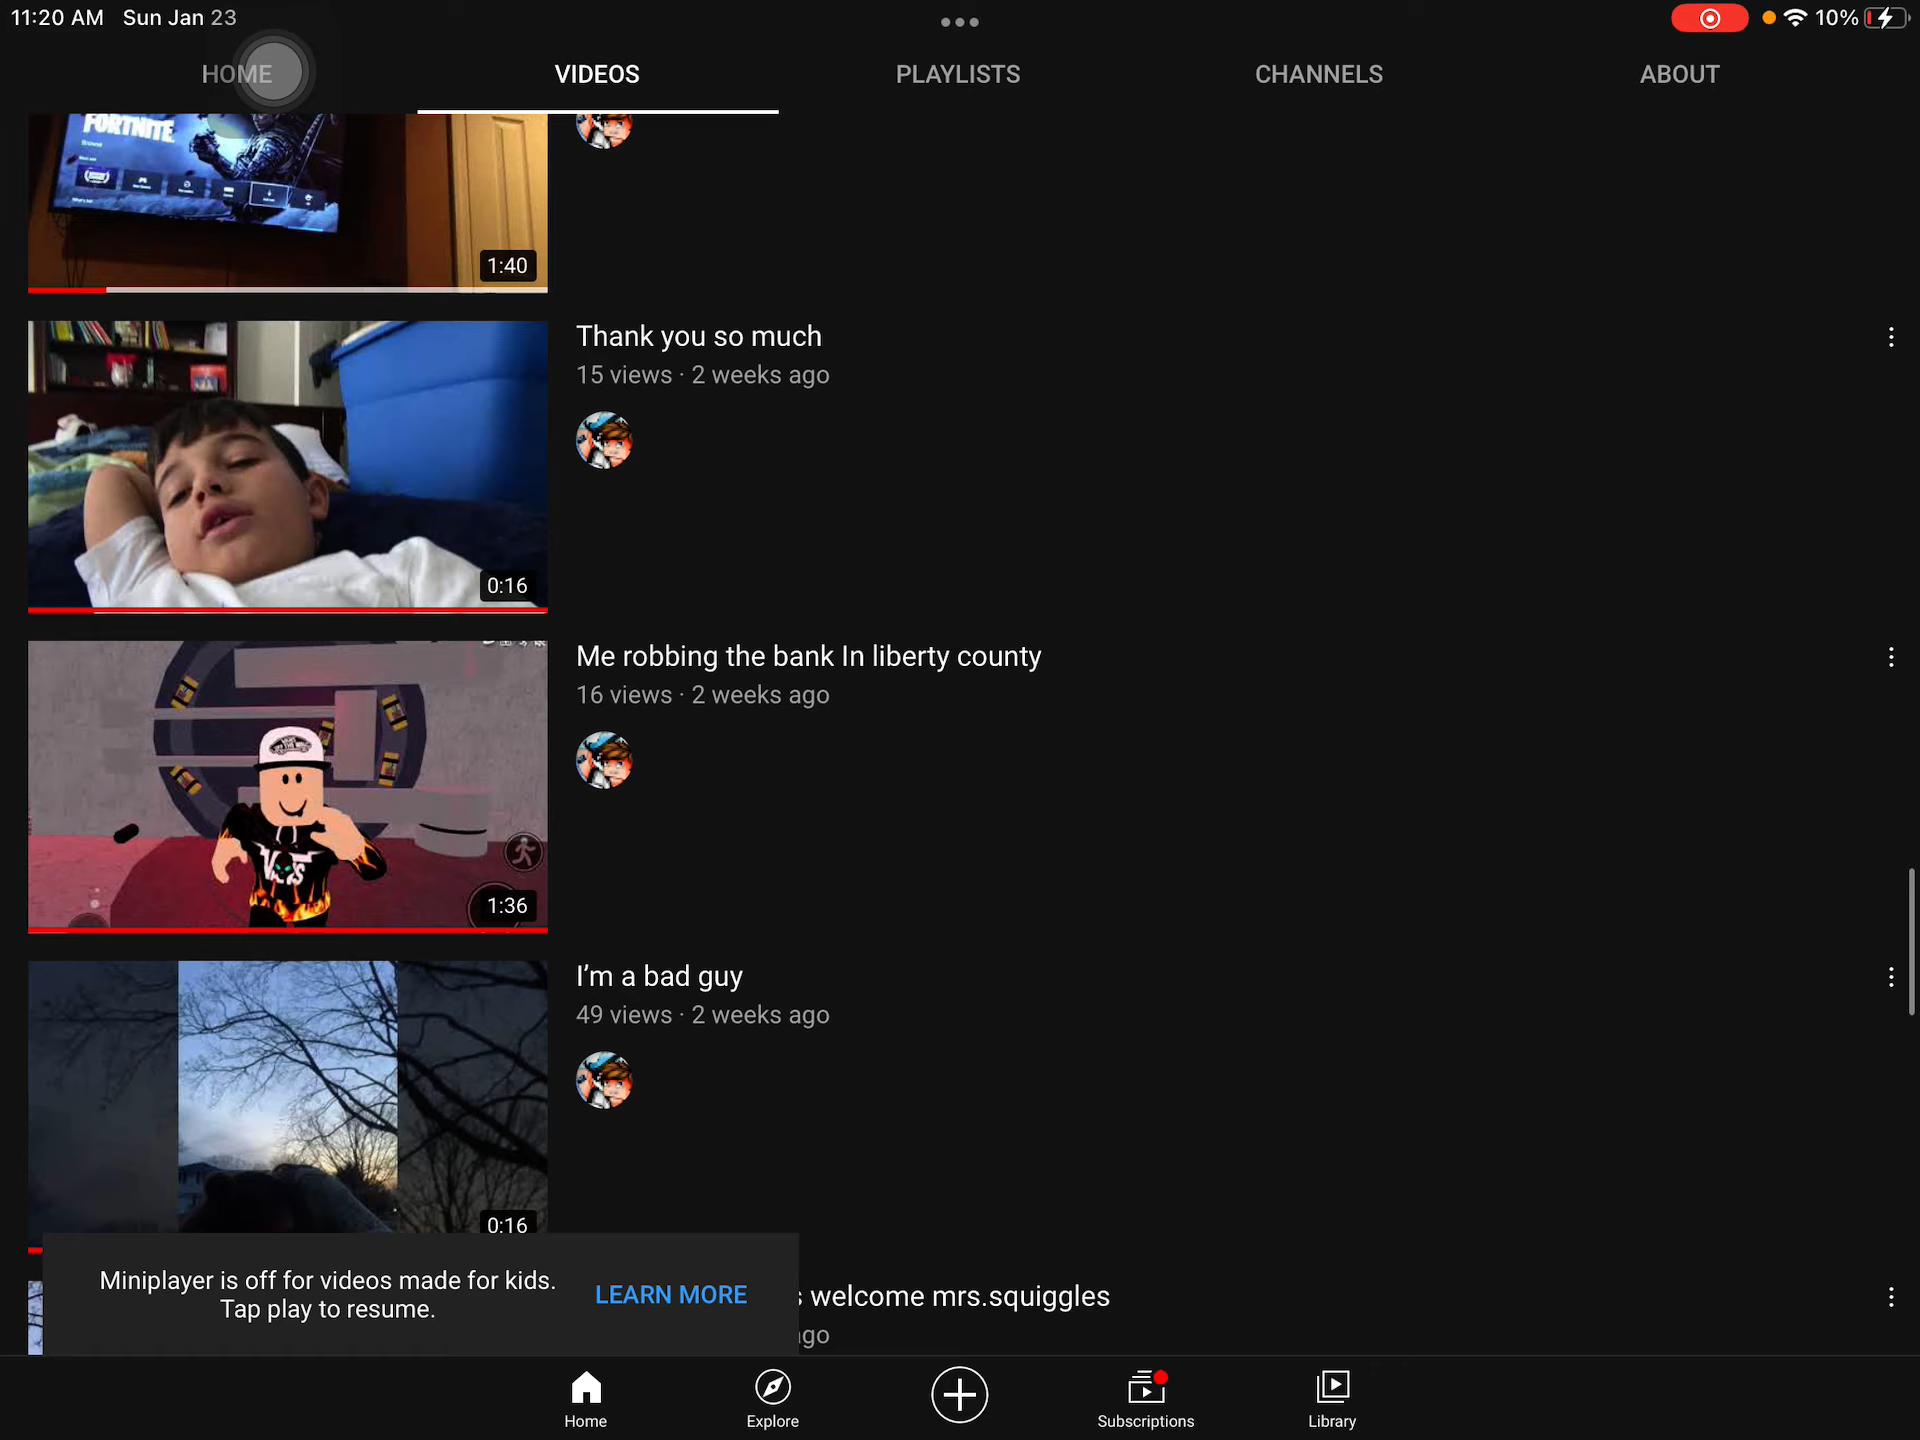 11:20 AM Sun Jan 23
10%
HOME
VIDEOS
PLAYLISTS
CHANNELS
ABOUT
FORTNITE
Browse
1:40
Thank you so much
15 views · 2 weeks ago
0:16
Me robbing the bank In liberty county
16 views · 2 weeks ago
1:36
I’m a bad guy
49 views · 2 weeks ago
0:16
Miniplayer is off for videos made for kids.
Tap play to resume.
LEARN MORE
welcome mrs.squiggles
ago
Home
Explore
Subscriptions
Library